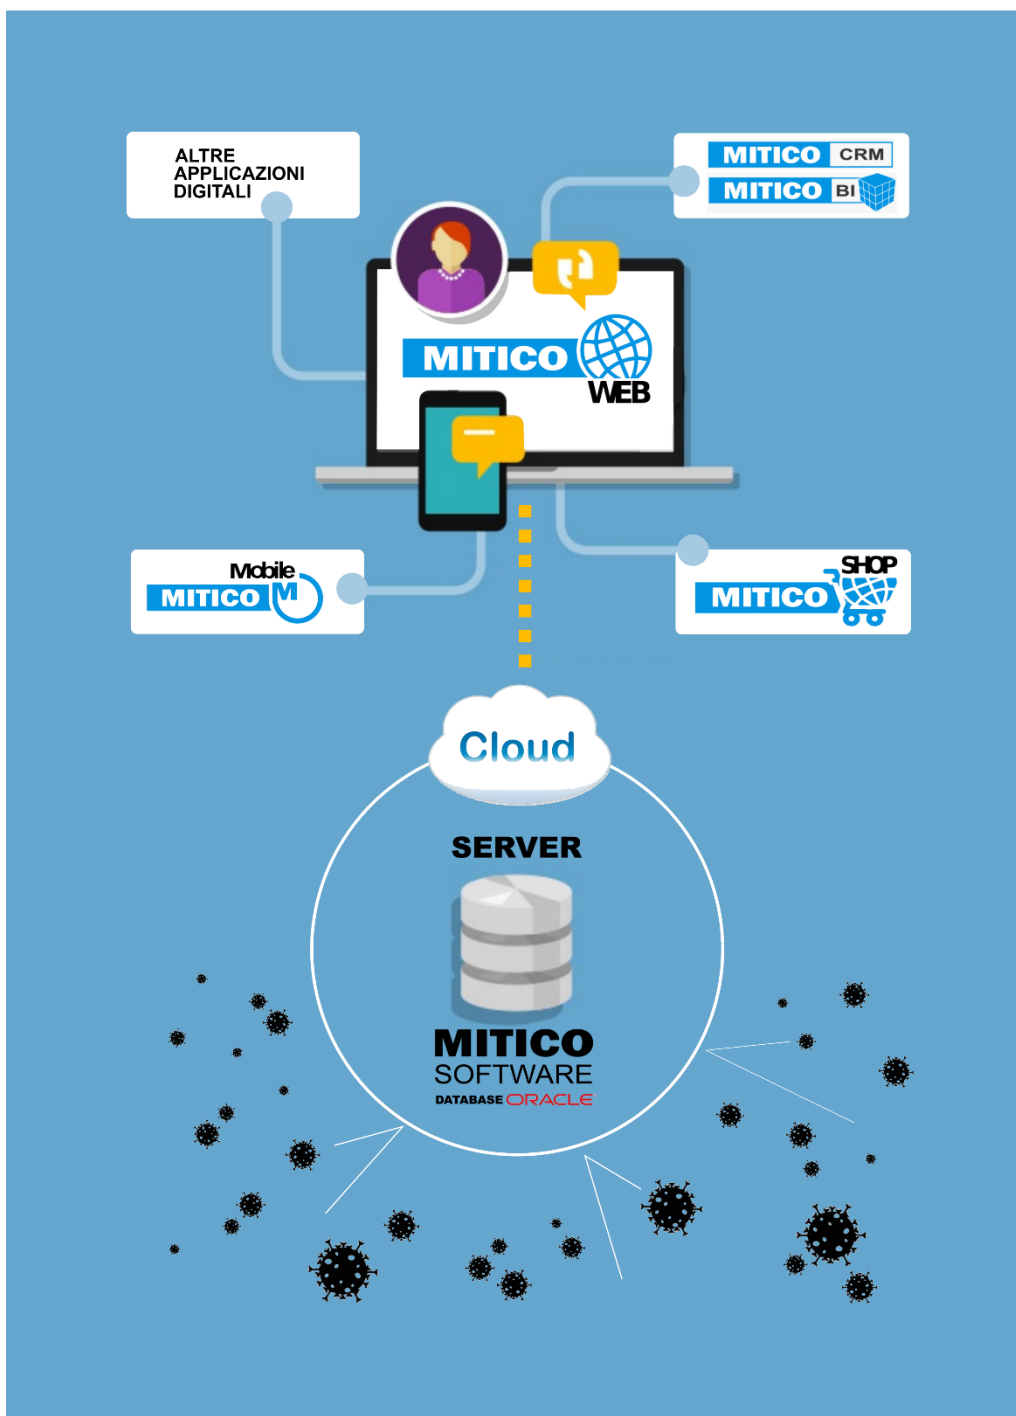 ALTRE
APPLICAZIONI
DIGITALI
MITICO CRM
MITICO BI
MITICO
WEB
Mobile
MITICO M
SHOP
MITICO
Cloud
SERVER
MITICO
SOFTWARE
DATABASE ORACLE